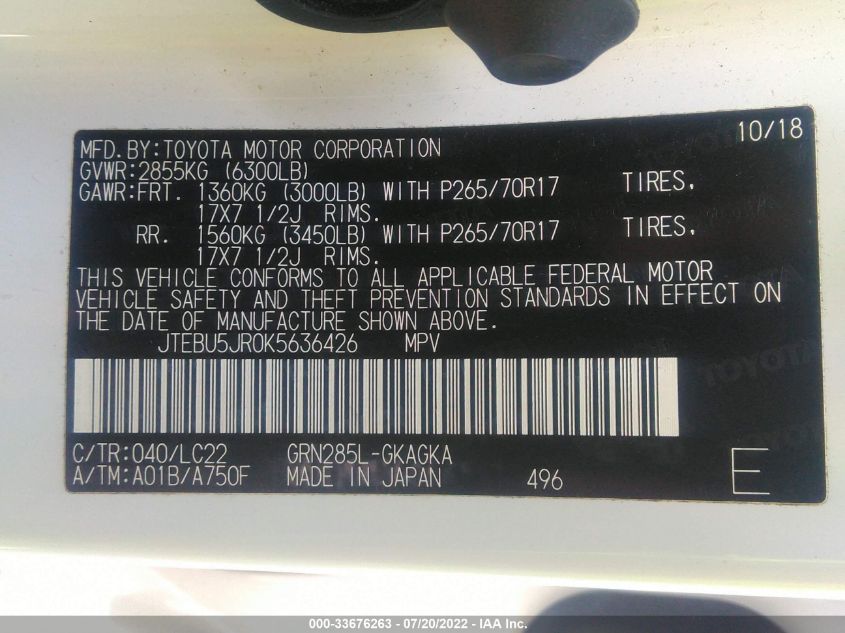 10/18
MFD.BY:TOYOTA MOTOR CORPORATION
GVWR:2855KG (6300LB)
GAWR:FRT. 1360KG (3000LB) WITH P265/70R17 TIRES,
17X7 1/2J RIMS.
RR. 1560KG (3450LB) WITH P265/70R17 TIRES,
17X7 1/2J RIMS.
THIS VEHICLE CONFORMS TO ALL APPLICABLE FEDERAL MOTOR
VEHICLE SAFETY AND THEFT PREVENTION STANDARDS IN EFFECT ON
THE DATE OF MANUFACTURE SHOWN ABOVE.
JTEBU5JR0K5636426 MPV
TOYOTA
C/TR:040/LC22 GRN285L-GKAGKA
A/TM:A01B/A750F MADE IN JAPAN 496 E
000-33676263 - 07/20/2022 - IAA Inc.